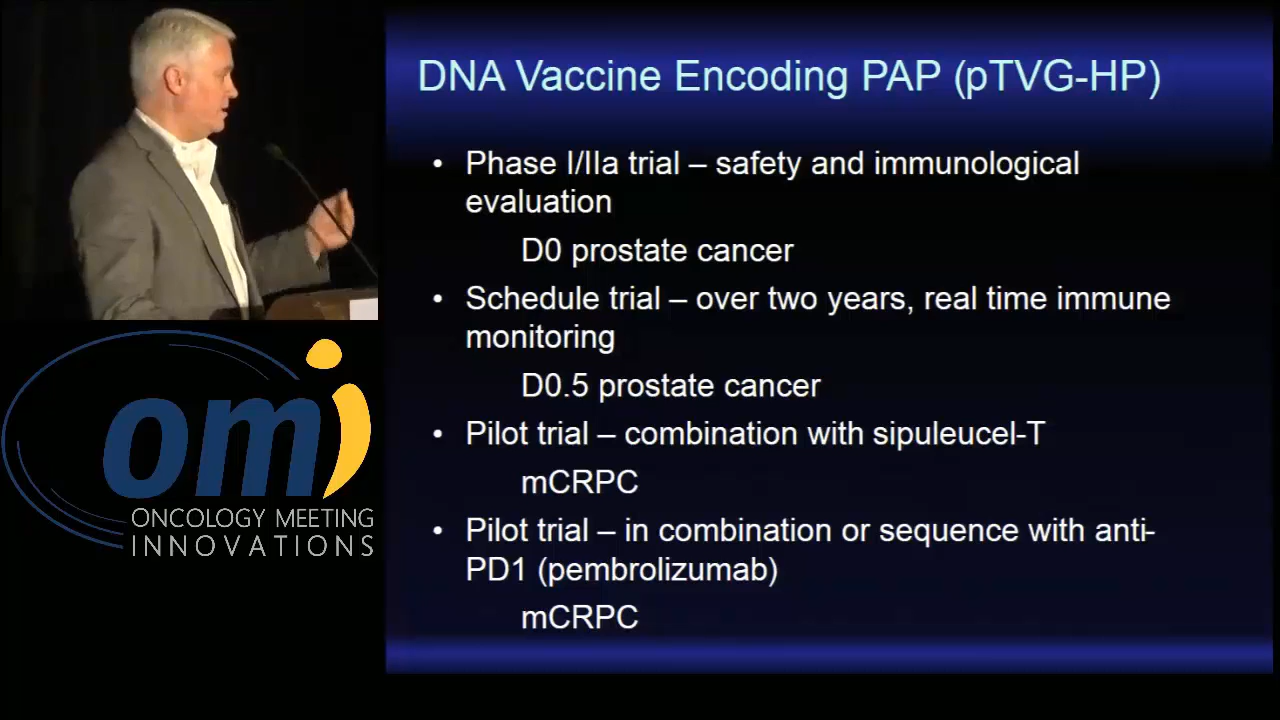 DNA Vaccine Encoding PAP (pTVG-HP)
• Phase I/IIa trial – safety and immunological
evaluation
D0 prostate cancer
• Schedule trial – over two years, real time immune
monitoring
D0.5 prostate cancer
• Pilot trial – combination with sipuleucel-T
mCRPC
• Pilot trial – in combination or sequence with anti-
PD1 (pembrolizumab)
mCRPC
omi
ONCOLOGY MEETING
INNOVATIONS